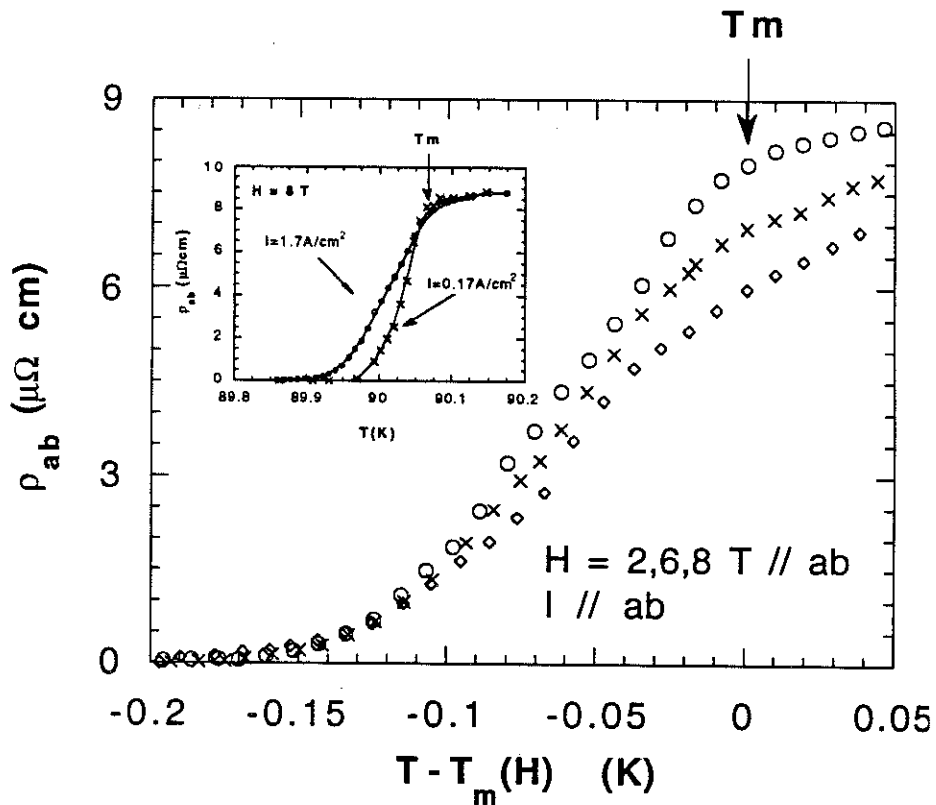 Tm
9
6
3
0
ρab (μΩ cm)
-0.2
-0.15
-0.1
-0.05
0
0.05
T - Tm(H) (K)
H = 2,6,8 T // ab
I // ab
Tm
10
8
6
4
2
0
ρab (μΩcm)
H = 8 T
I=1.7A/cm²
I=0.17A/cm²
89.8
89.9
90
90.1
90.2
T(K)